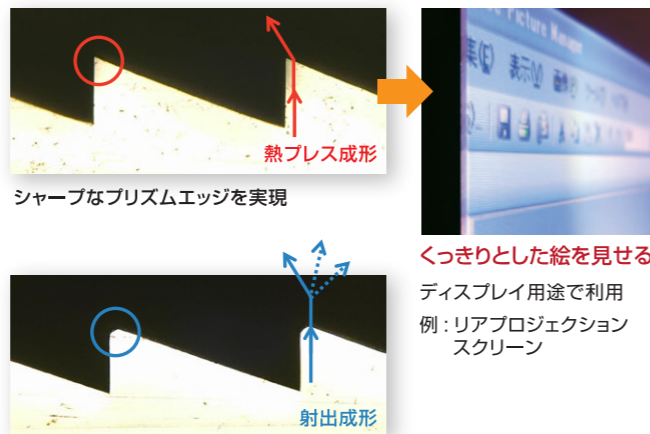 熱プレス成形
シャープなプリズムエッジを実現
Picture Manager
表示(V)
くっきりとした絵を見せる
ディスプレイ用途で利用
例：リアプロジェクション
スクリーン
射出成形